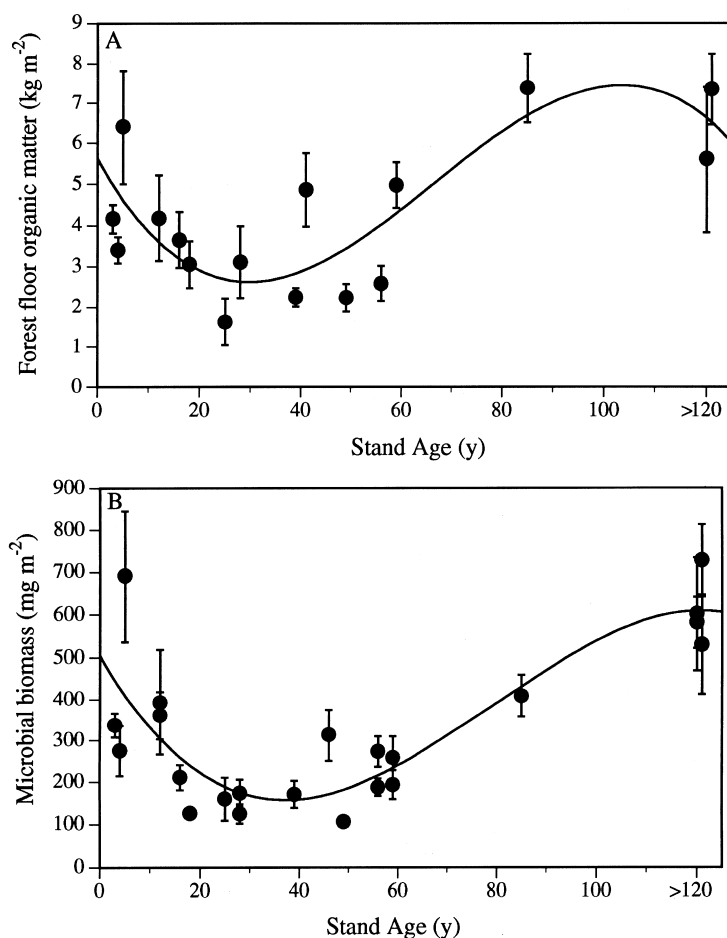 A
Forest floor organic matter (kg m⁻²)
9
8
7
6
5
4
3
2
1
0
0 20 40 60 80 100 >120
Stand Age (y)
B
Microbial biomass (mg m⁻²)
900
800
700
600
500
400
300
200
100
0
0 20 40 60 80 100 >120
Stand Age (y)